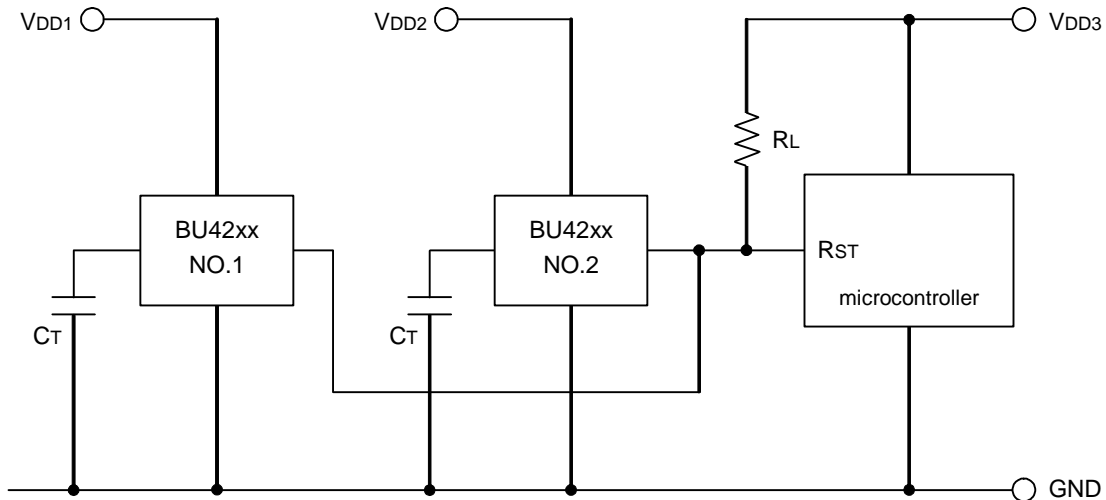 VDD1
VDD2
VDD3
RL
BU42xx
NO.1
BU42xx
NO.2
RST
microcontroller
CT
CT
GND